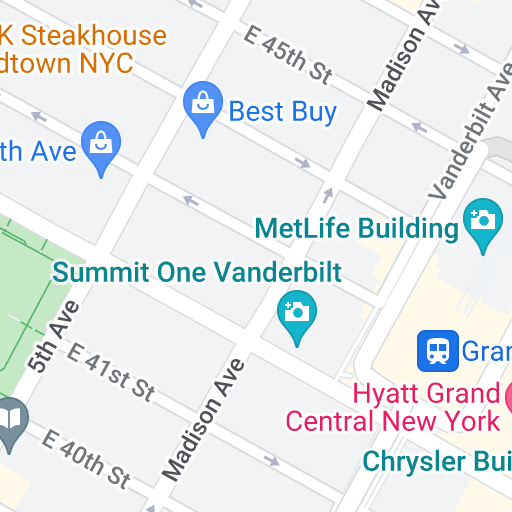 K Steakhouse
dtown NYC
E 45th St
Madison Av
Best Buy
th Ave
Vanderbilt Ave
MetLife Building
Summit One Vanderbilt
5th Ave
E 41st St
Madison Ave
Gran
Hyatt Grand
Central New York
E 40th St
Chrysler Bui